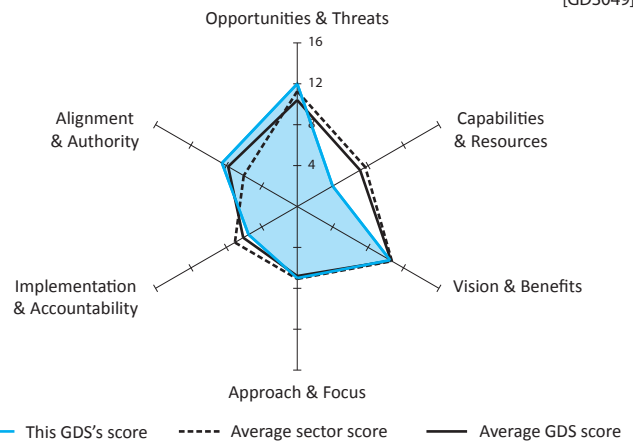 [GDS049]
Opportunities & Threats
16
12
8
4
Alignment
& Authority
Capabilities
& Resources
Implementation
& Accountability
Vision & Benefits
Approach & Focus
This GDS's score
Average sector score
Average GDS score